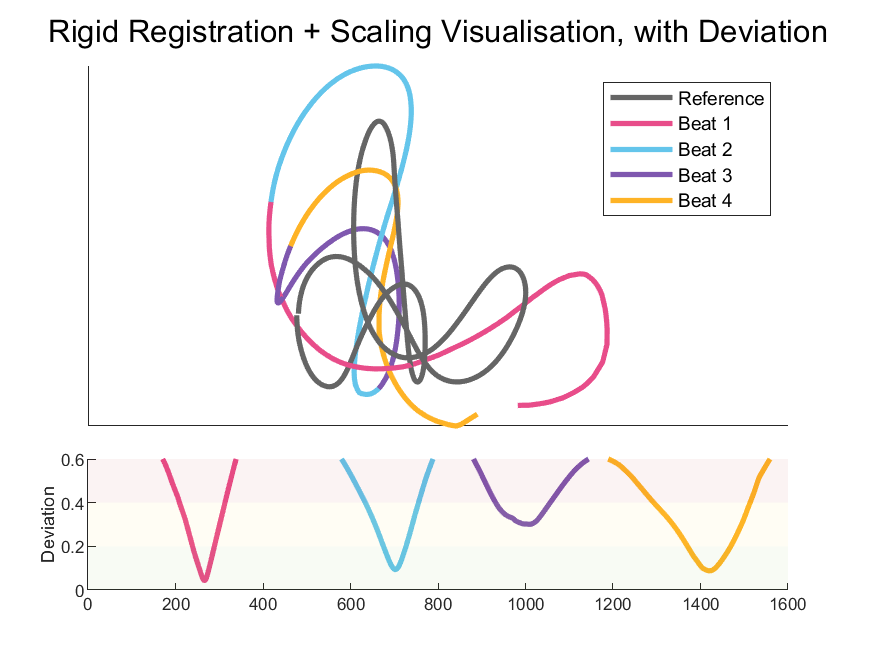 Rigid Registration + Scaling Visualisation, with Deviation
Reference
Beat 1
Beat 2
Beat 3
Beat 4
Deviation
0.6
0.4
0.2
0
0 200 400 600 800 1000 1200 1400 1600